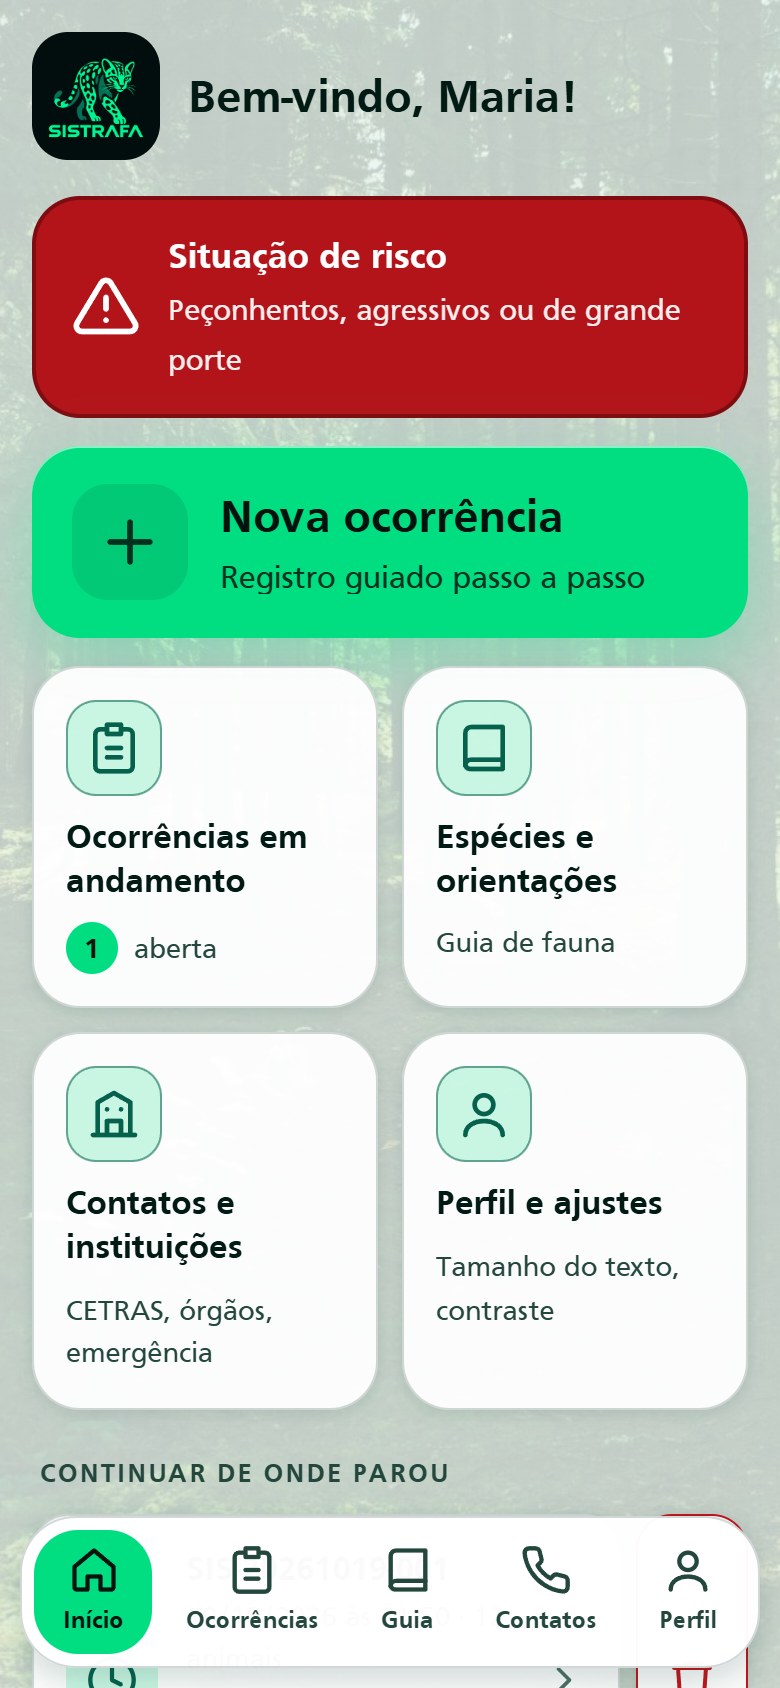 SISTRAFA
Bem-vindo, Maria!
Situação de risco
Peçonhentos, agressivos ou de grande
porte
Nova ocorrência
Registro guiado passo a passo
Ocorrências em
andamento
1 aberta
Espécies e
orientações
Guia de fauna
Contatos e
instituições
CETRAS, órgãos,
emergência
Perfil e ajustes
Tamanho do texto,
contraste
CONTINUAR DE ONDE PAROU
animais
Início
Ocorrências
Guia
Contatos
Perfil